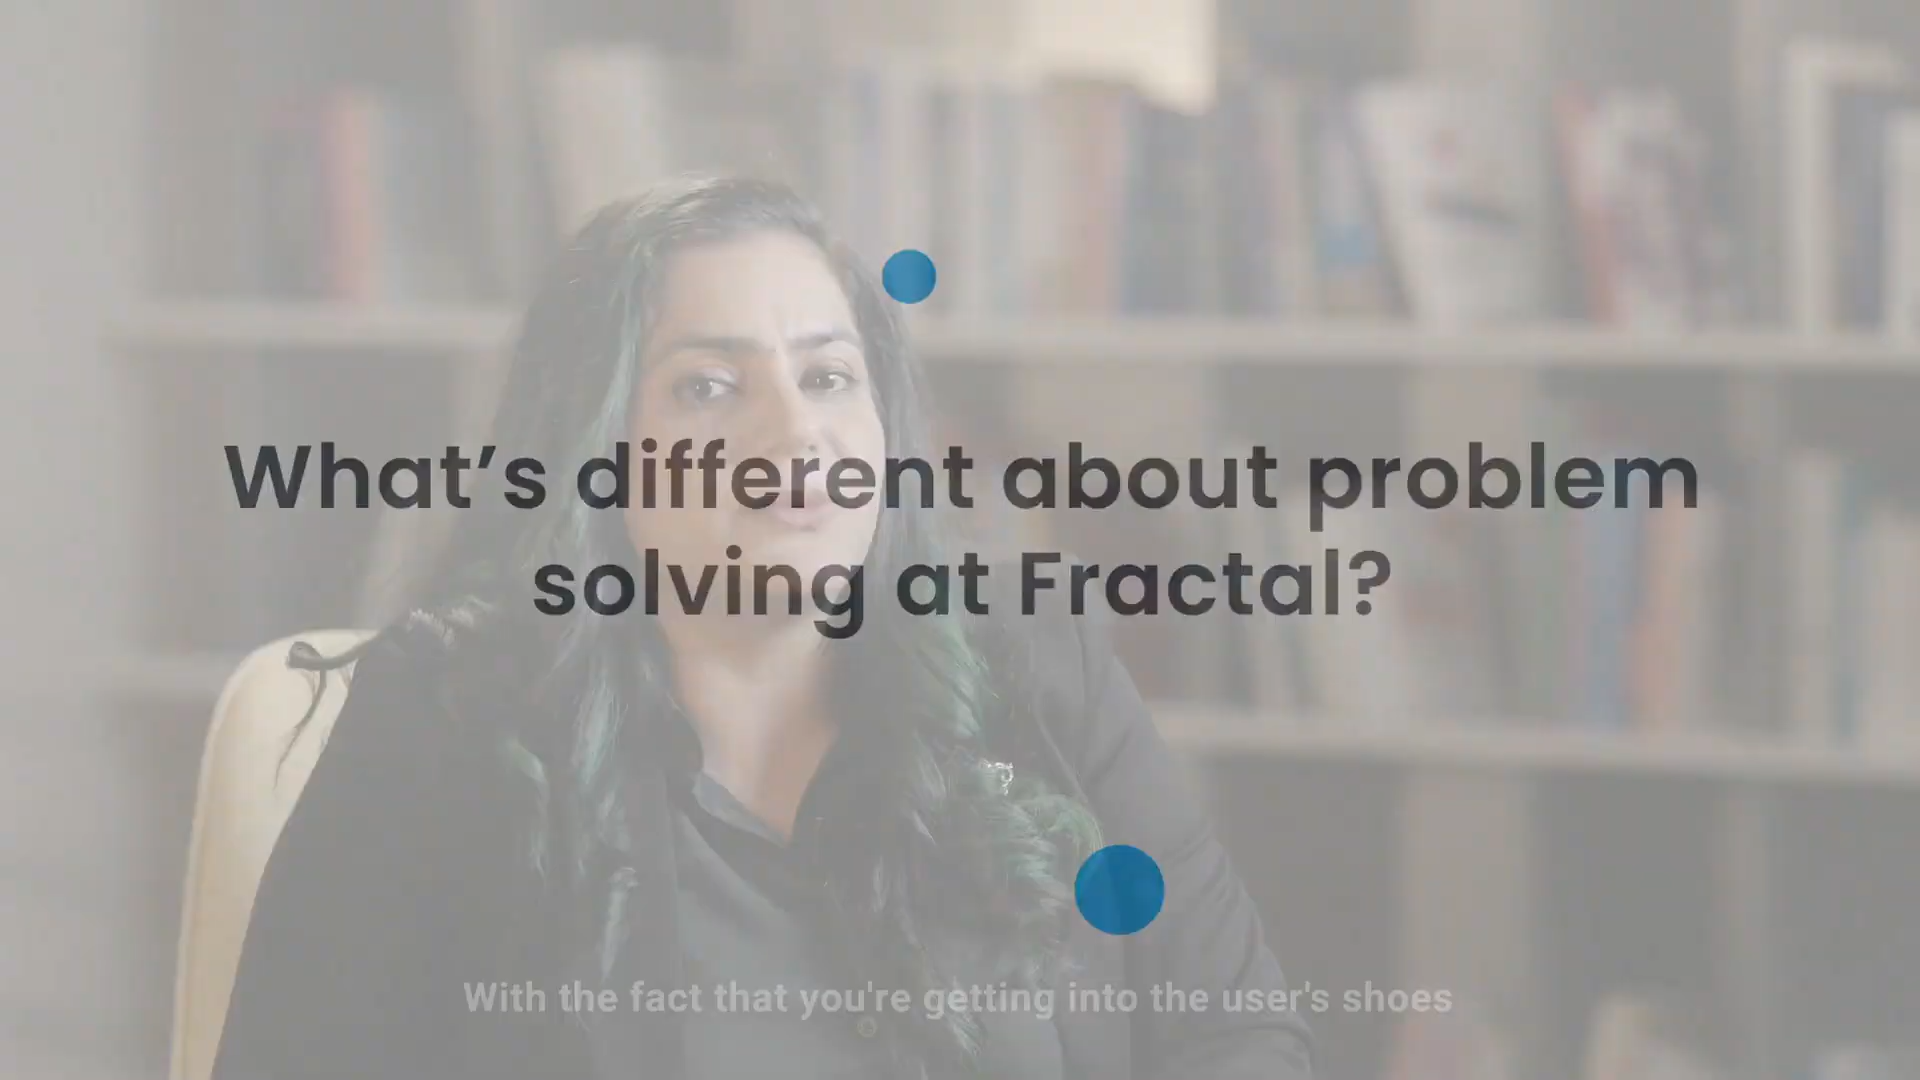 What’s different about problem
solving at Fractal?
With the fact that you're getting into the user's shoes